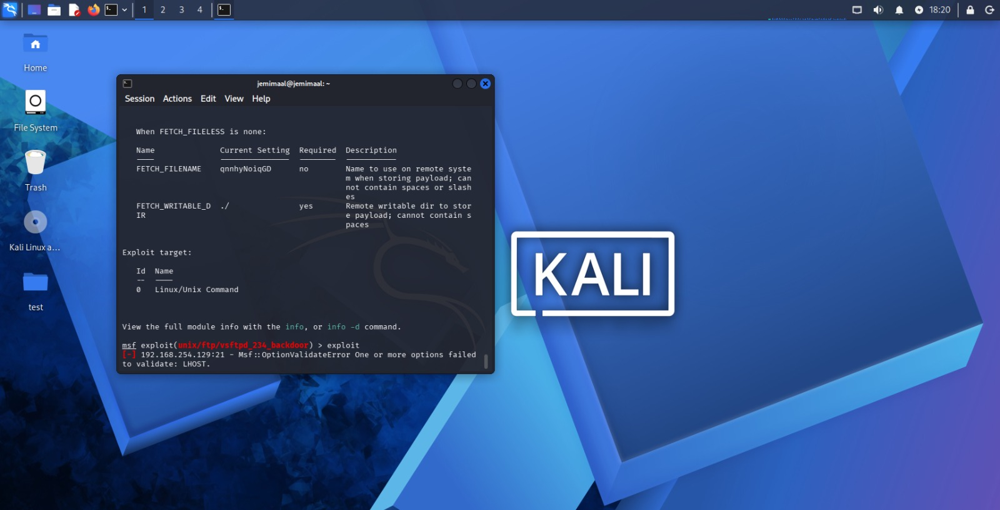 1 2 3 4
18:20
Home
File System
Trash
Kali Linux a...
test
jemimaal@jemimaal: ~
Session Actions Edit View Help
When FETCH_FILELESS is none:
Name Current Setting Required Description
FETCH_FILENAME qnnhyNoiqGD no Name to use on remote syste
m when storing payload; can
not contain spaces or slash
es
FETCH_WRITABLE_D ./ yes Remote writable dir to stor
IR e payload; cannot contain s
paces
Exploit target:
Id Name
-- ----
0 Linux/Unix Command
View the full module info with the info, or info -d command.
msf exploit(unix/ftp/vsftpd_234_backdoor) > exploit
[-] 192.168.254.129:21 - Msf::OptionValidateError One or more options failed
to validate: LHOST.
KALI